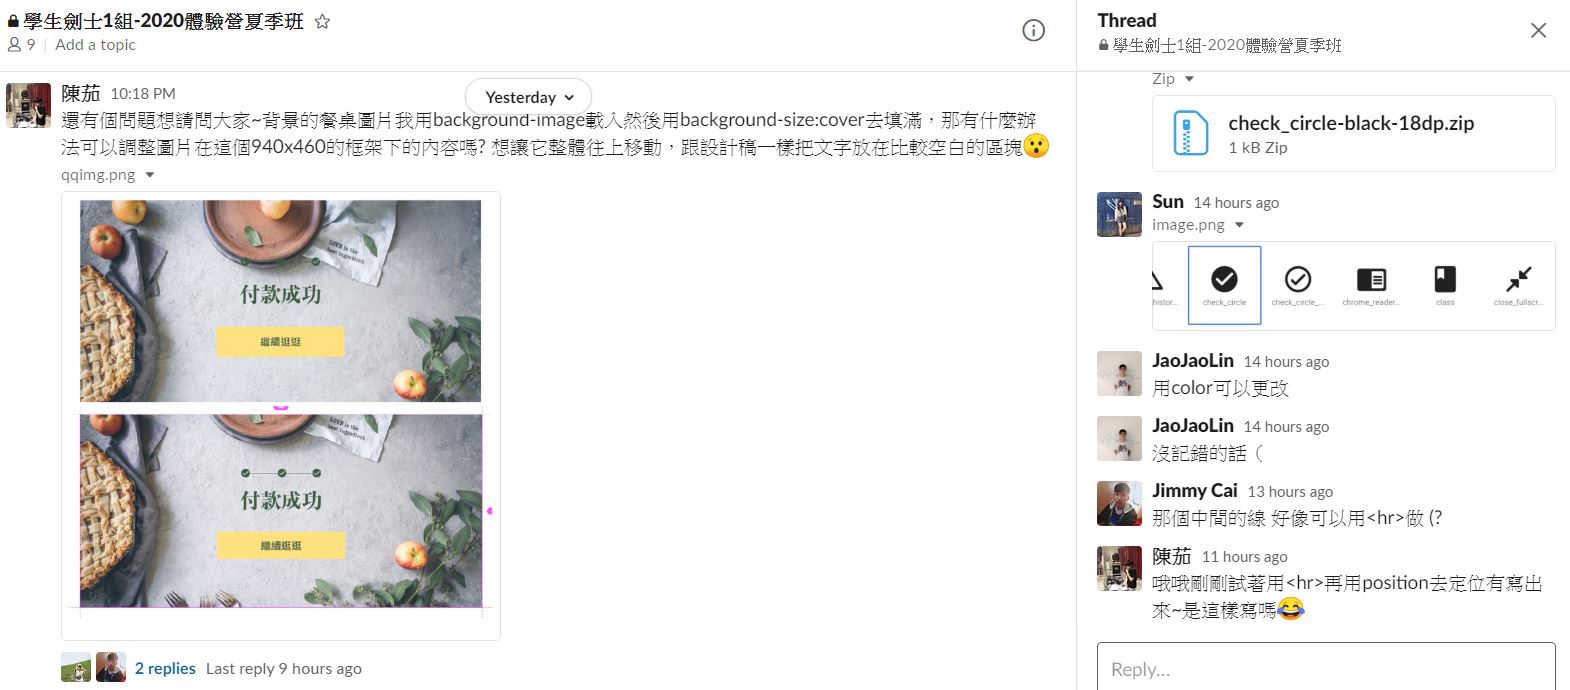 學生劍士1組-2020體驗營夏季班
9 | Add a topic
Yesterday
陳茄 10:18 PM
還有個問題想請問大家~背景的餐桌圖片我用background-image載入然後用background-size:cover去填滿，那有什麼辦
法可以調整圖片在這個940x460的框架下的內容嗎? 想讓它整體往上移動，跟設計稿一樣把文字放在比較空白的區塊😮
qqimg.png
LOVE is the
best ingredient.
付款成功
繼續逛逛
LOVE is the
best ingredient.
付款成功
繼續逛逛
2 replies Last reply 9 hours ago
Thread
學生劍士1組-2020體驗營夏季班
Zip
check_circle-black-18dp.zip
1 kB Zip
Sun 14 hours ago
image.png
histor... check_circle check_circle_... chrome_reader... class close_fullscr...
JaoJaoLin 14 hours ago
用color可以更改
JaoJaoLin 14 hours ago
沒記錯的話（
Jimmy Cai 13 hours ago
那個中間的線 好像可以用<hr>做 (?
陳茄 11 hours ago
哦哦剛剛試著用<hr>再用position去定位有寫出
來~是這樣寫嗎😂
Reply...